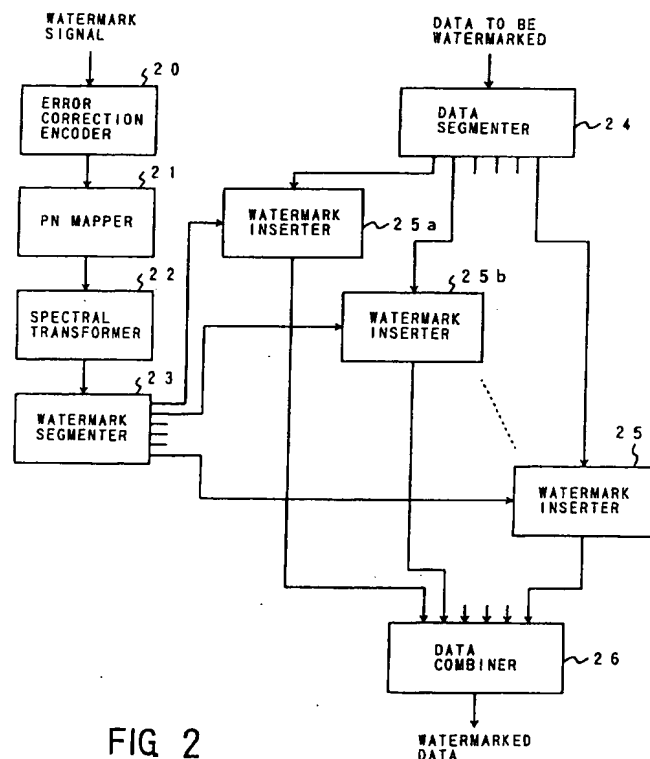 WATERMARK
SIGNAL
20
ERROR
CORRECTION
ENCODER
21
PN MAPPER
22
SPECTRAL
TRANSFORMER
23
WATERMARK
SEGMENTER
DATA TO BE
WATERMARKED
DATA
SEGMENTER
24
WATERMARK
INSERTER
25a
25b
WATERMARK
INSERTER
25
WATERMARK
INSERTER
DATA
COMBINER
26
WATERMARKED
DATA
FIG 2